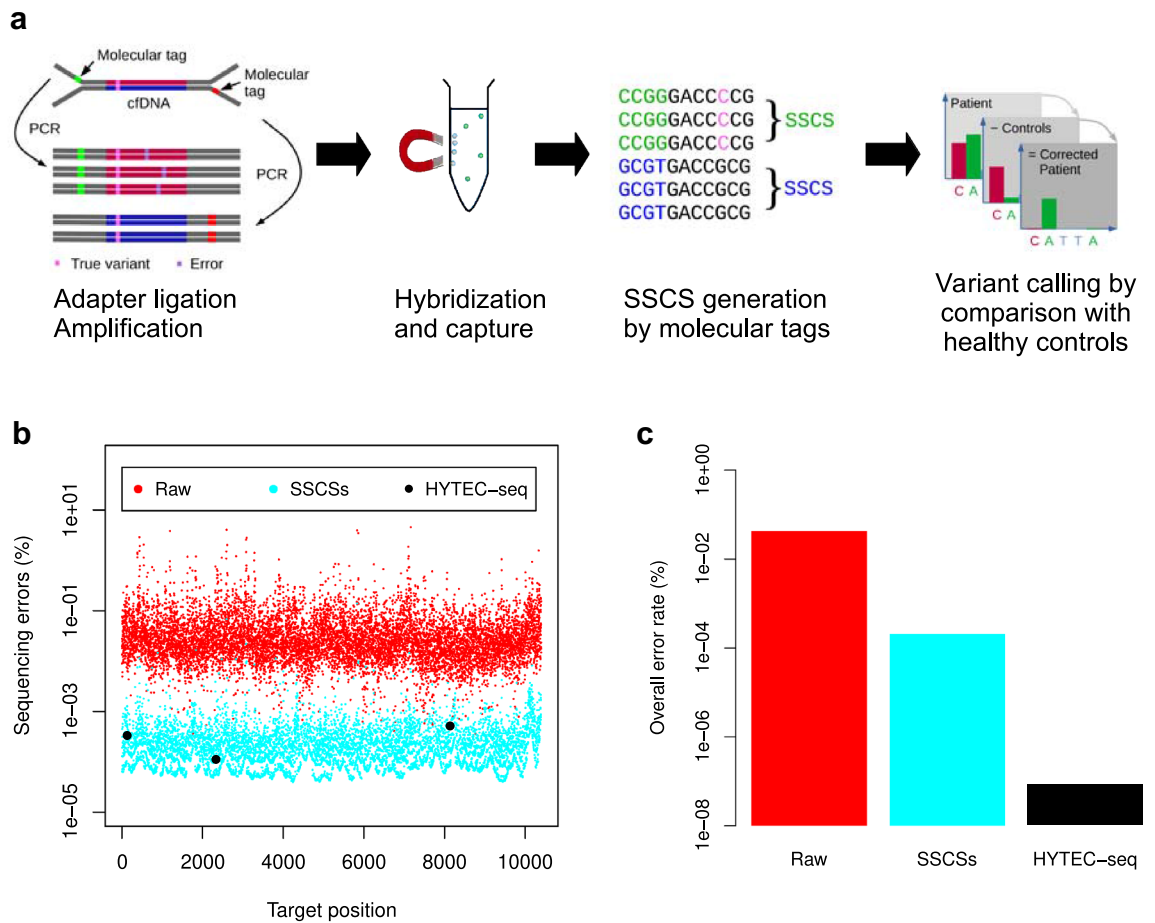 a
Molecular tag
Molecular
tag
cfDNA
PCR
PCR
True variant
Error
Adapter ligation
Amplification
Hybridization
and capture
CCGGGACCCCCG
CCGGGACCCCCG
CCGGGACCCCCG
} SSCS
GCGTGACCGCG
GCGTGACCGCG
GCGTGACCGCG
} SSCS
SSCS generation
by molecular tags
Patient
− Controls
= Corrected
Patient
C A
C A
C A T T A
Variant calling by
comparison with
healthy controls
b
Raw
SSCSs
HYTEC−seq
Sequencing errors (%)
1e+01
1e−01
1e−03
1e−05
0 2000 4000 6000 8000 10000
Target position
c
Overall error rate (%)
1e+00
1e−02
1e−04
1e−06
1e−08
Raw SSCSs HYTEC−seq